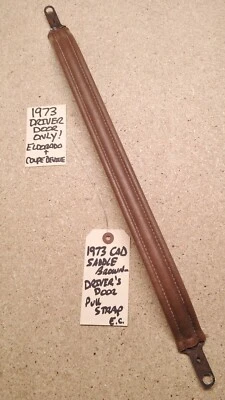 1973
DRIVER
DOOR
ONLY!
ELDORADO
+
COUPE DEVILLE
1973 CAD
SADDLE
BROWN-
DRIVER'S
DOOR
PULL
STRAP
E.C.